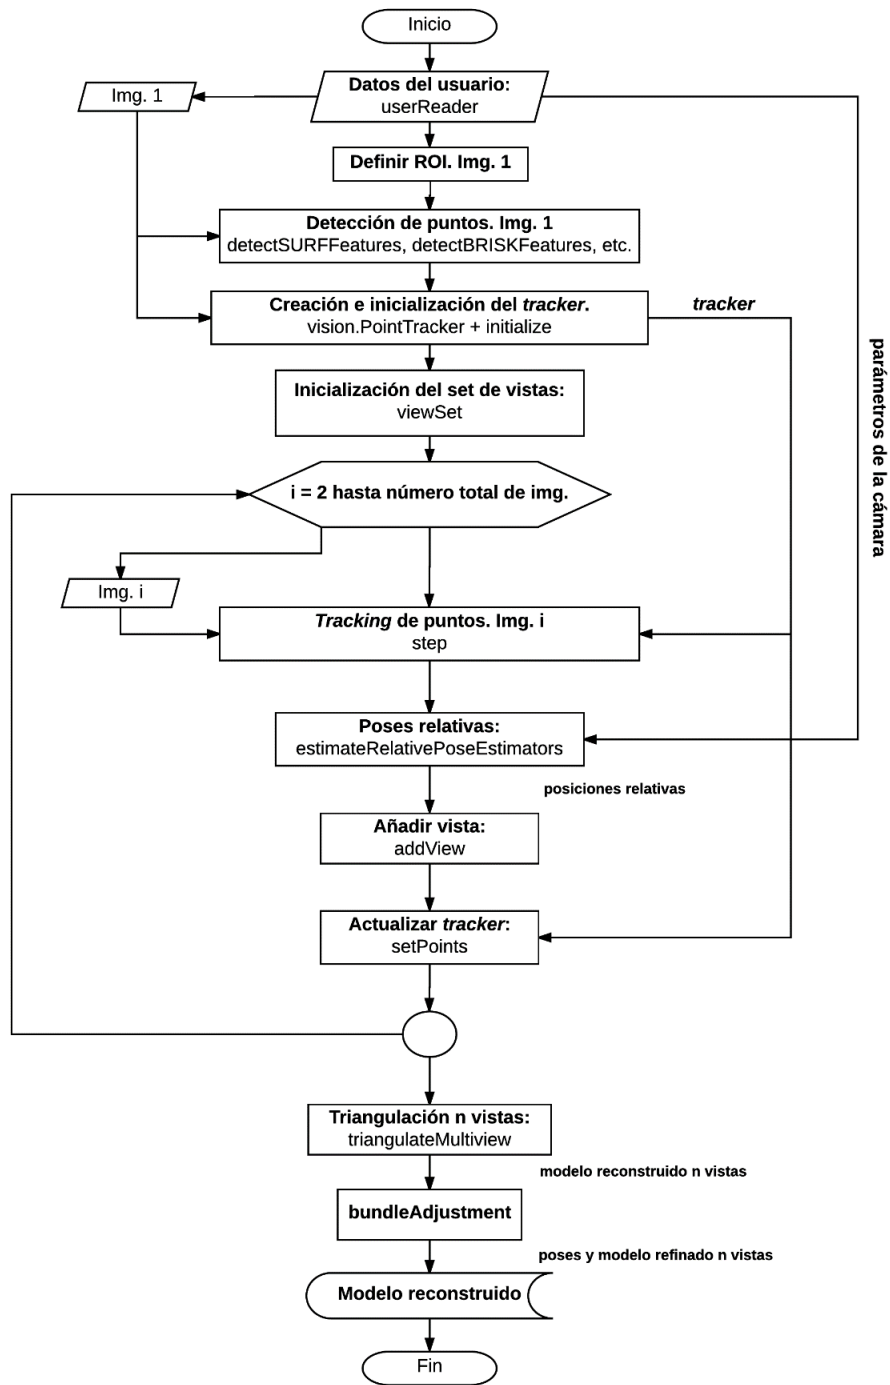 Inicio
Datos del usuario:
userReader
Img. 1
Definir ROI. Img. 1
Detección de puntos. Img. 1
detectSURFFeatures, detectBRISKFeatures, etc.
Creación e inicialización del tracker.
vision.PointTracker + initialize
tracker
parámetros de la cámara
Inicialización del set de vistas:
viewSet
i = 2 hasta número total de img.
Img. i
Tracking de puntos. Img. i
step
Poses relativas:
estimateRelativePoseEstimators
posiciones relativas
Añadir vista:
addView
Actualizar tracker:
setPoints
Triangulación n vistas:
triangulateMultiview
modelo reconstruido n vistas
bundleAdjustment
poses y modelo refinado n vistas
Modelo reconstruido
Fin